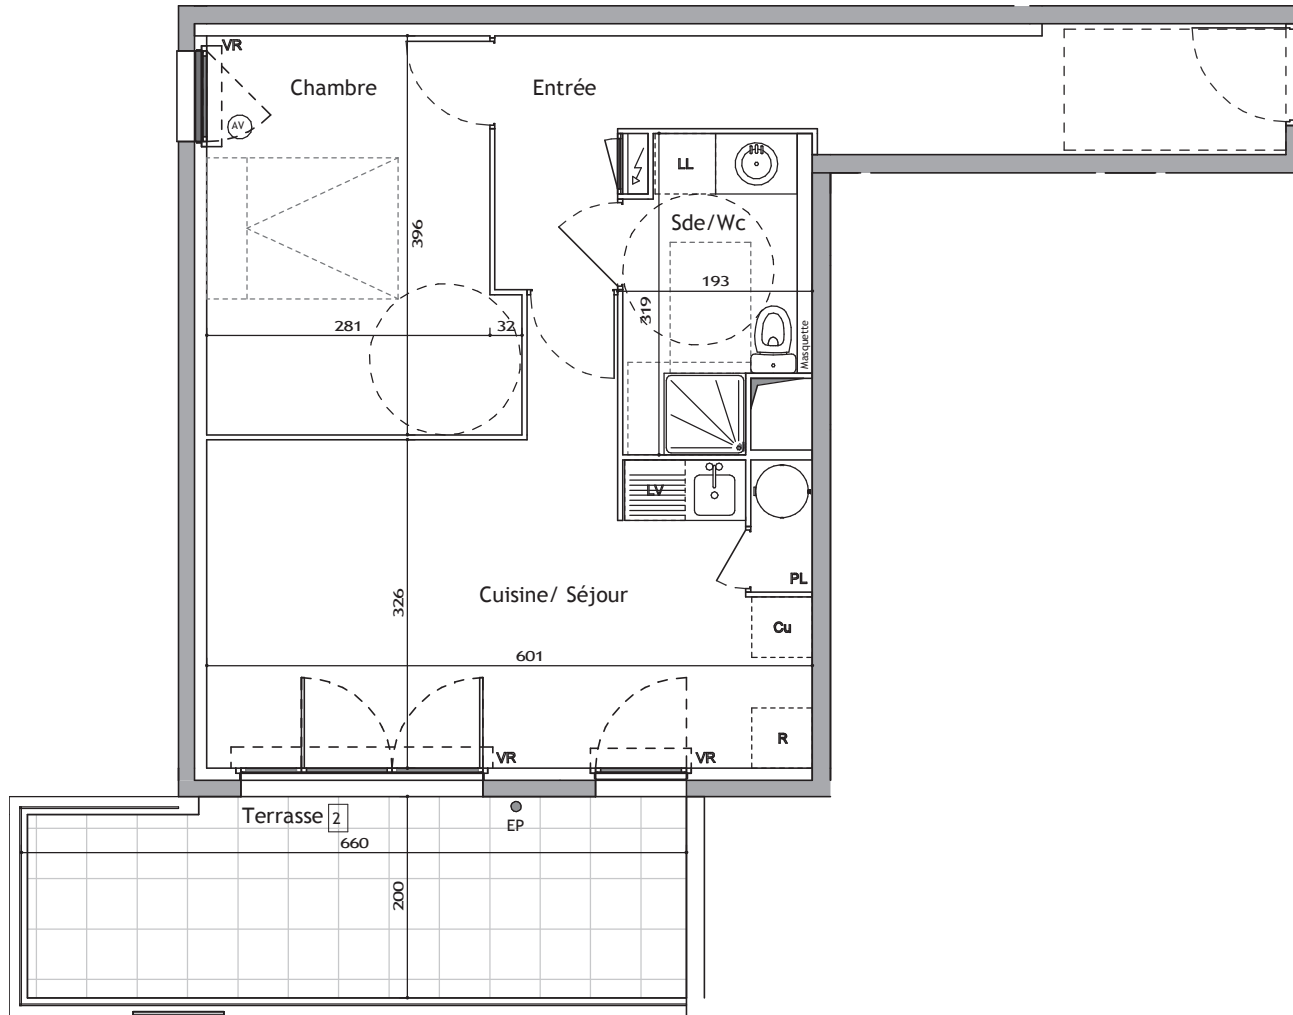 VR
Chambre
Entrée
AV
LL
Sde/Wc
396
193
319
281
32
Masquette
LV
PL
Cuisine/ Séjour
326
Cu
601
R
VR
VR
Terrasse 2
EP
660
200